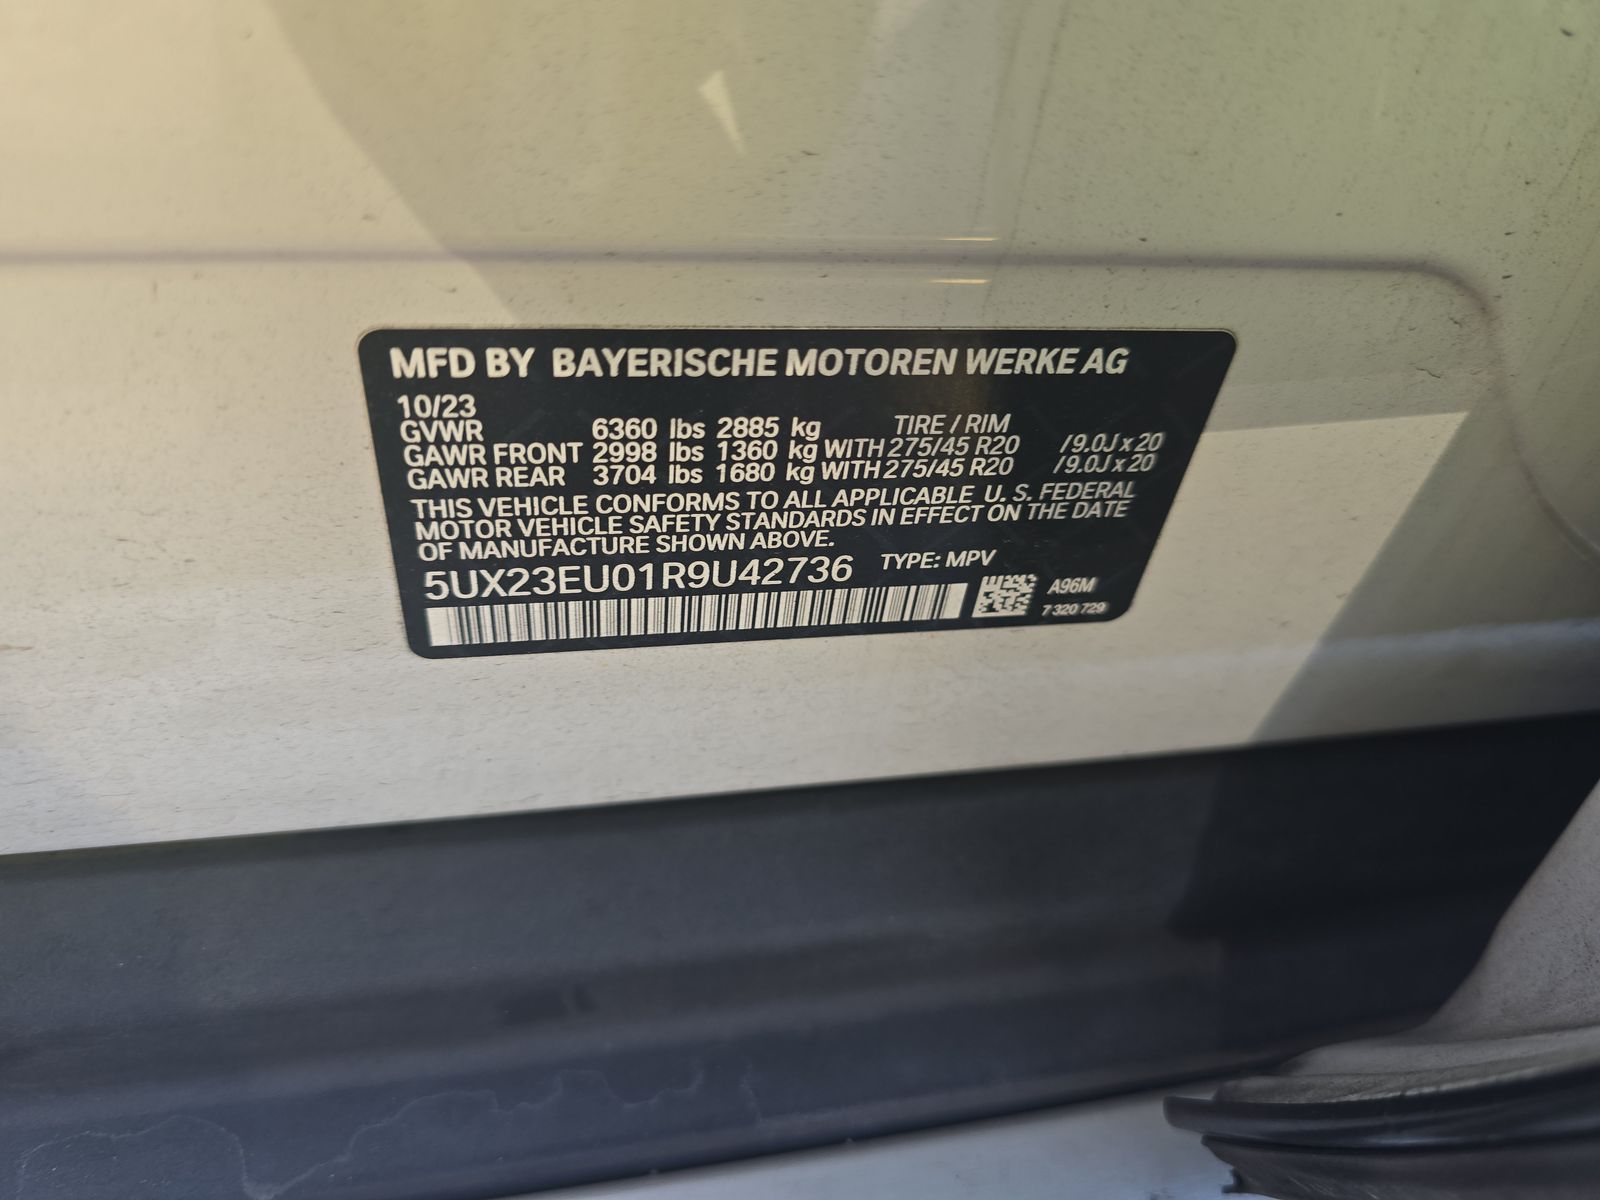 MFD BY BAYERISCHE MOTOREN WERKE AG
10/23
GVWR 6360 lbs 2885 kg TIRE / RIM
GAWR FRONT 2998 lbs 1360 kg WITH 275/45 R20 / 9.0J x 20
GAWR REAR 3704 lbs 1680 kg WITH 275/45 R20 / 9.0J x 20
THIS VEHICLE CONFORMS TO ALL APPLICABLE U. S. FEDERAL
MOTOR VEHICLE SAFETY STANDARDS IN EFFECT ON THE DATE
OF MANUFACTURE SHOWN ABOVE.
5UX23EU01R9U42736 TYPE: MPV
A96M
7 320 729